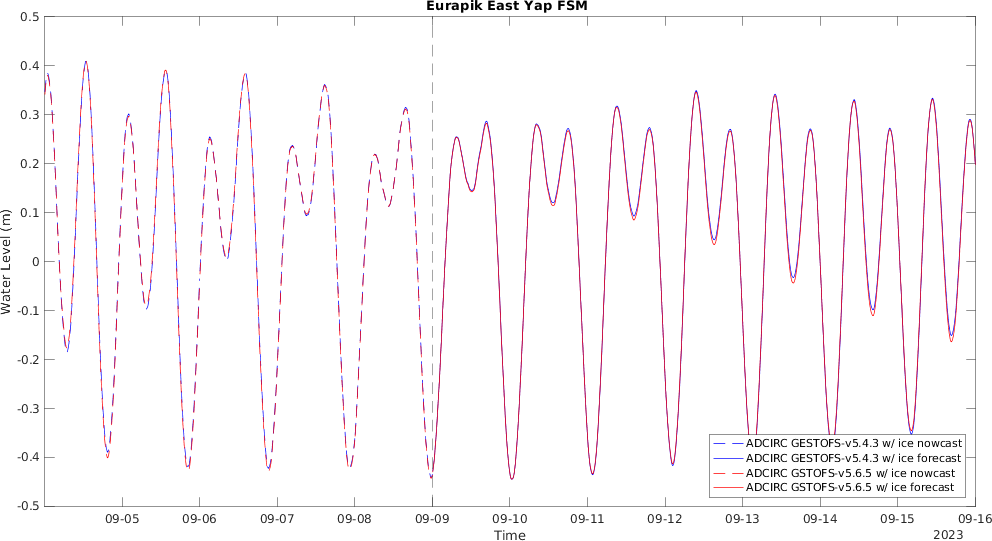 Eurapik East Yap FSM
0.5
0.4
0.3
0.2
0.1
0
-0.1
-0.2
-0.3
-0.4
-0.5
Water Level (m)
ADCIRC GESTOFS-v5.4.3 w/ ice nowcast
ADCIRC GESTOFS-v5.4.3 w/ ice forecast
ADCIRC GSTOFS-v5.6.5 w/ ice nowcast
ADCIRC GSTOFS-v5.6.5 w/ ice forecast
09-05 09-06 09-07 09-08 09-09 09-10 09-11 09-12 09-13 09-14 09-15 09-16
Time
2023